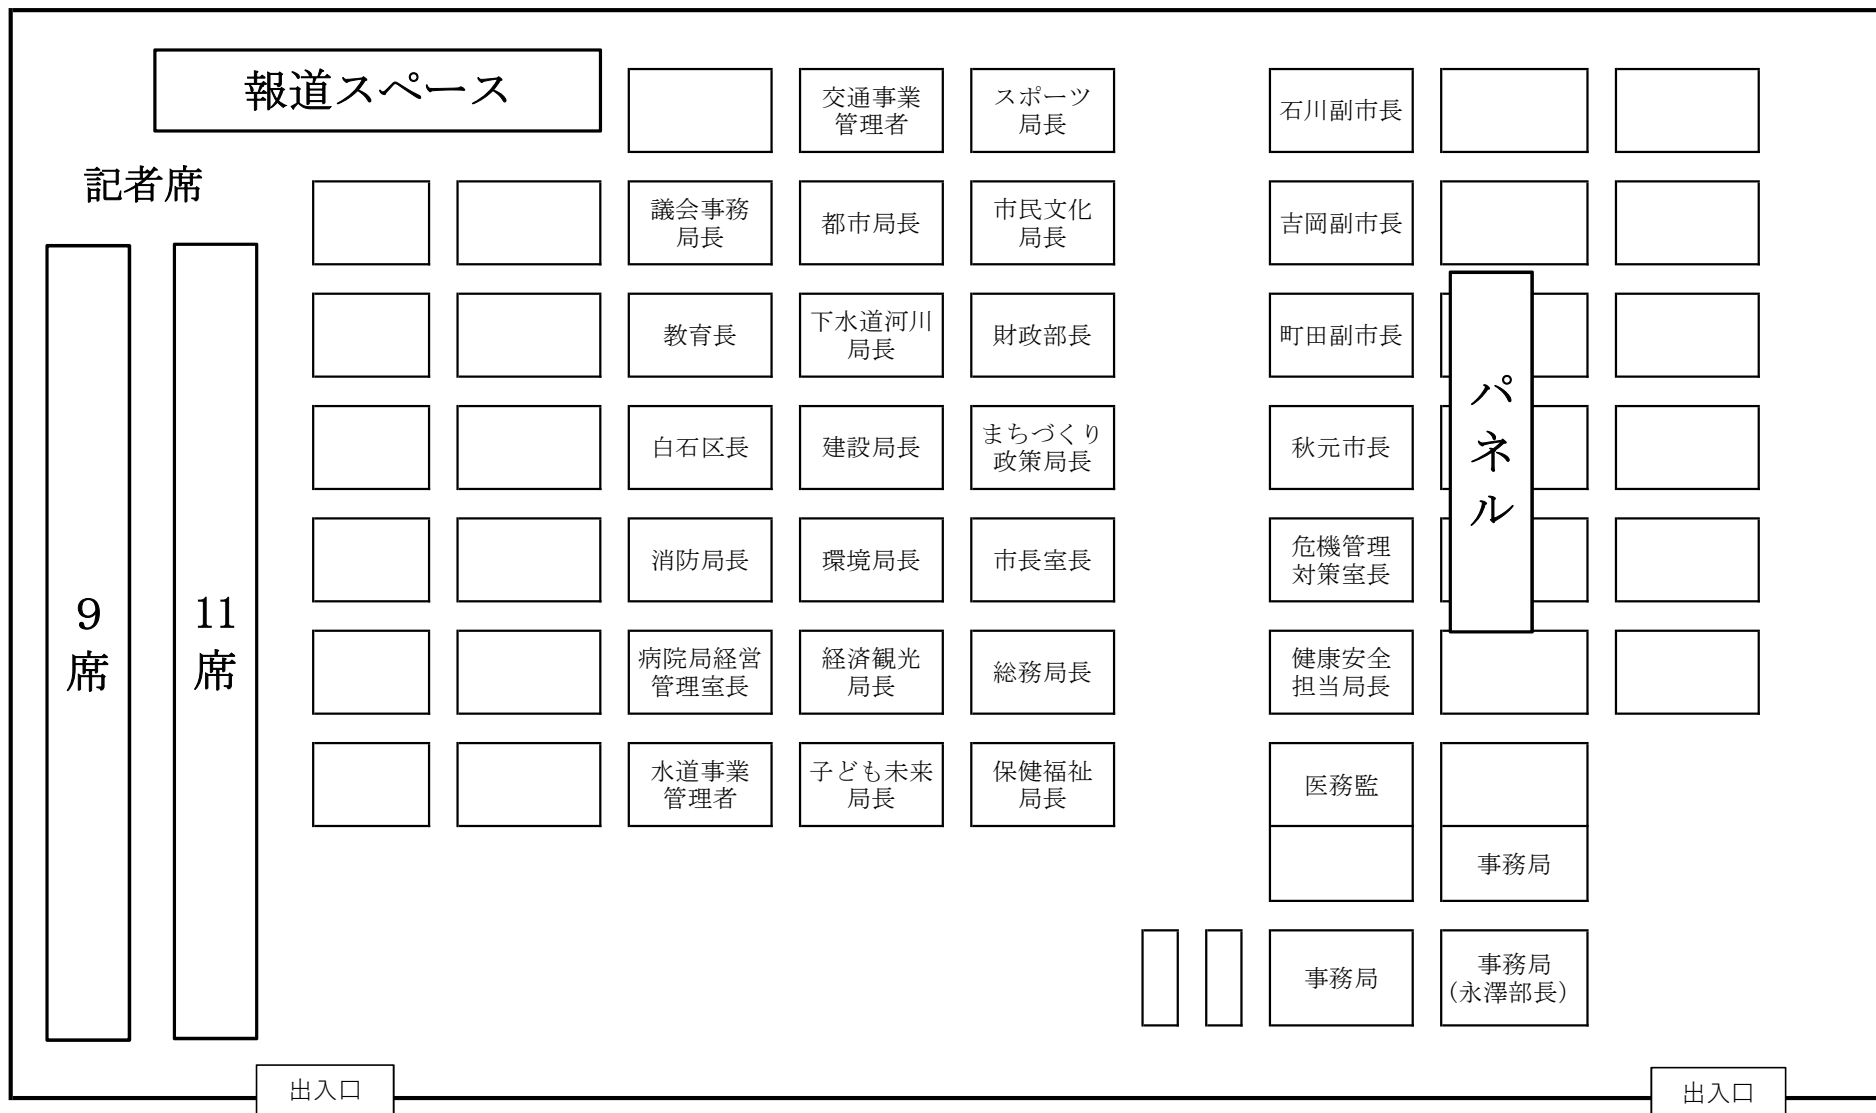 報道スペース
交通事業
管理者
スポーツ
局長
石川副市長
記者席
議会事務
局長
都市局長
市民文化
局長
吉岡副市長
教育長
下水道河川
局長
財政部長
町田副市長
パネル
白石区長
建設局長
まちづくり
政策局長
秋元市長
9
席
11
席
消防局長
環境局長
市長室長
危機管理
対策室長
病院局経営
管理室長
経済観光
局長
総務局長
健康安全
担当局長
水道事業
管理者
子ども未来
局長
保健福祉
局長
医務監
事務局
事務局
事務局
(永澤部長)
出入口
出入口